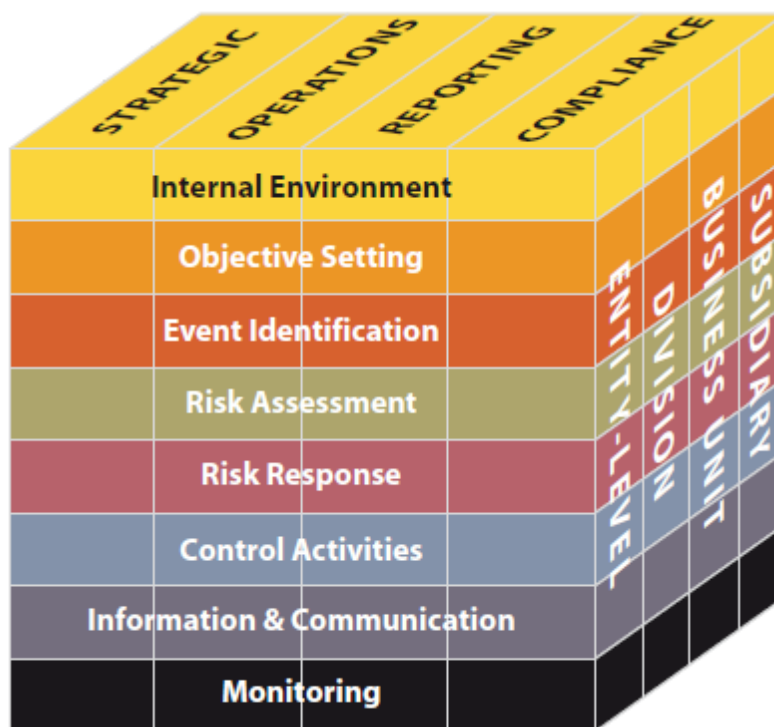 STRATEGIC
OPERATIONS
REPORTING
COMPLIANCE
Internal Environment
Objective Setting
Event Identification
Risk Assessment
Risk Response
Control Activities
Information & Communication
Monitoring
ENTITY-LEVEL
DIVISION
BUSINESS UNIT
SUBSIDIARY